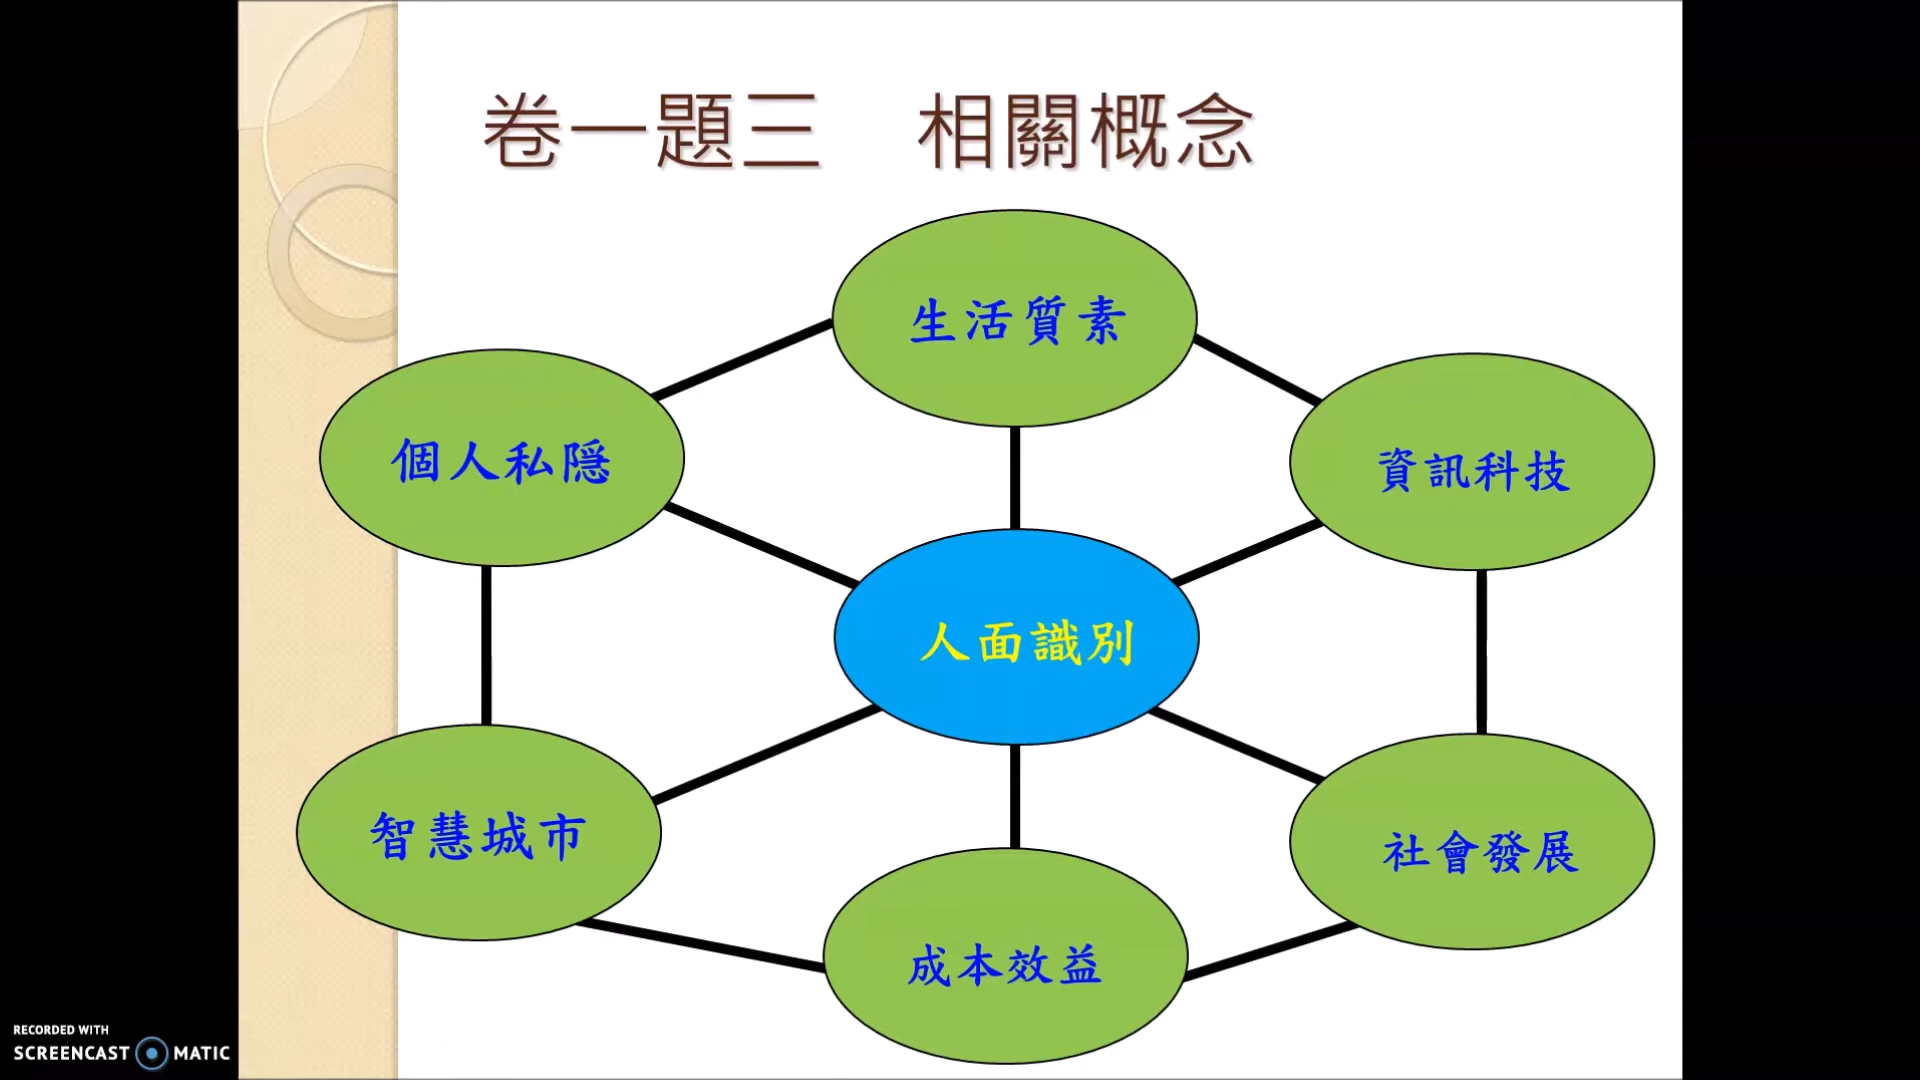 卷一題三　相關概念
生活質素
個人私隱
資訊科技
人面識別
智慧城市
社會發展
成本效益
RECORDED WITH
SCREENCAST MATIC